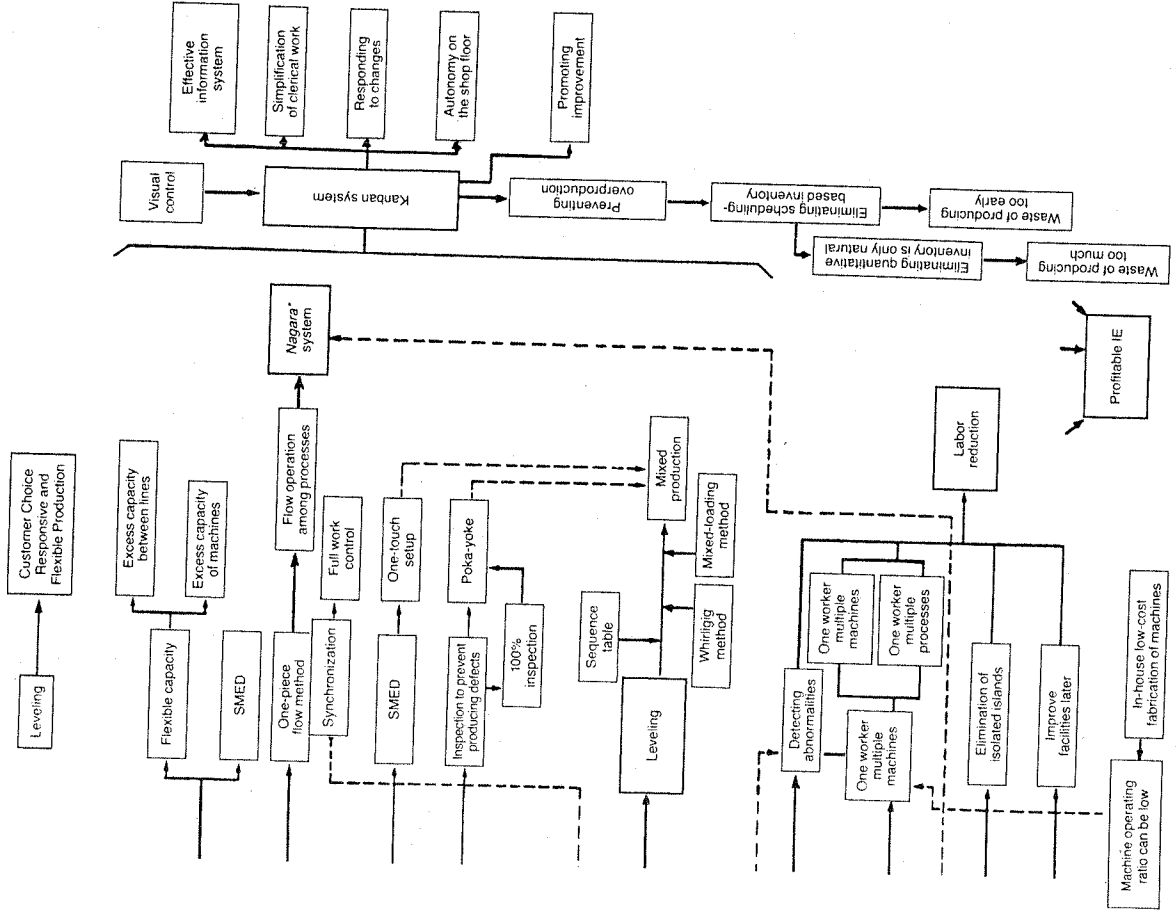 Leveling
Customer Choice
Responsive and
Flexible Production
Flexible capacity
Excess capacity
between lines
Excess capacity
of machines
SMED
One-piece
flow method
Flow operation
among processes
Nagara*
system
Synchronization
Full work
control
SMED
One-touch
setup
Inspection to prevent
producing defects
Poka-yoke
100%
inspection
Leveling
Sequence
table
Whirligig
method
Mixed-loading
method
Mixed
production
Visual
control
Kanban system
Effective
information
system
Simplification
of clerical work
Responding
to changes
Autonomy on
the shop floor
Promoting
improvement
Preventing
overproduction
Eliminating scheduling-
based inventory
Waste of producing
too early
Eliminating quantitative
inventory is only natural
Waste of producing
too much
Detecting
abnormalities
One worker
multiple
machines
One worker
multiple
machines
One worker
multiple
processes
Elimination of
isolated islands
Improve
facilities later
Labor
reduction
Machine operating
ratio can be low
In-house low-cost
fabrication of machines
Profitable IE